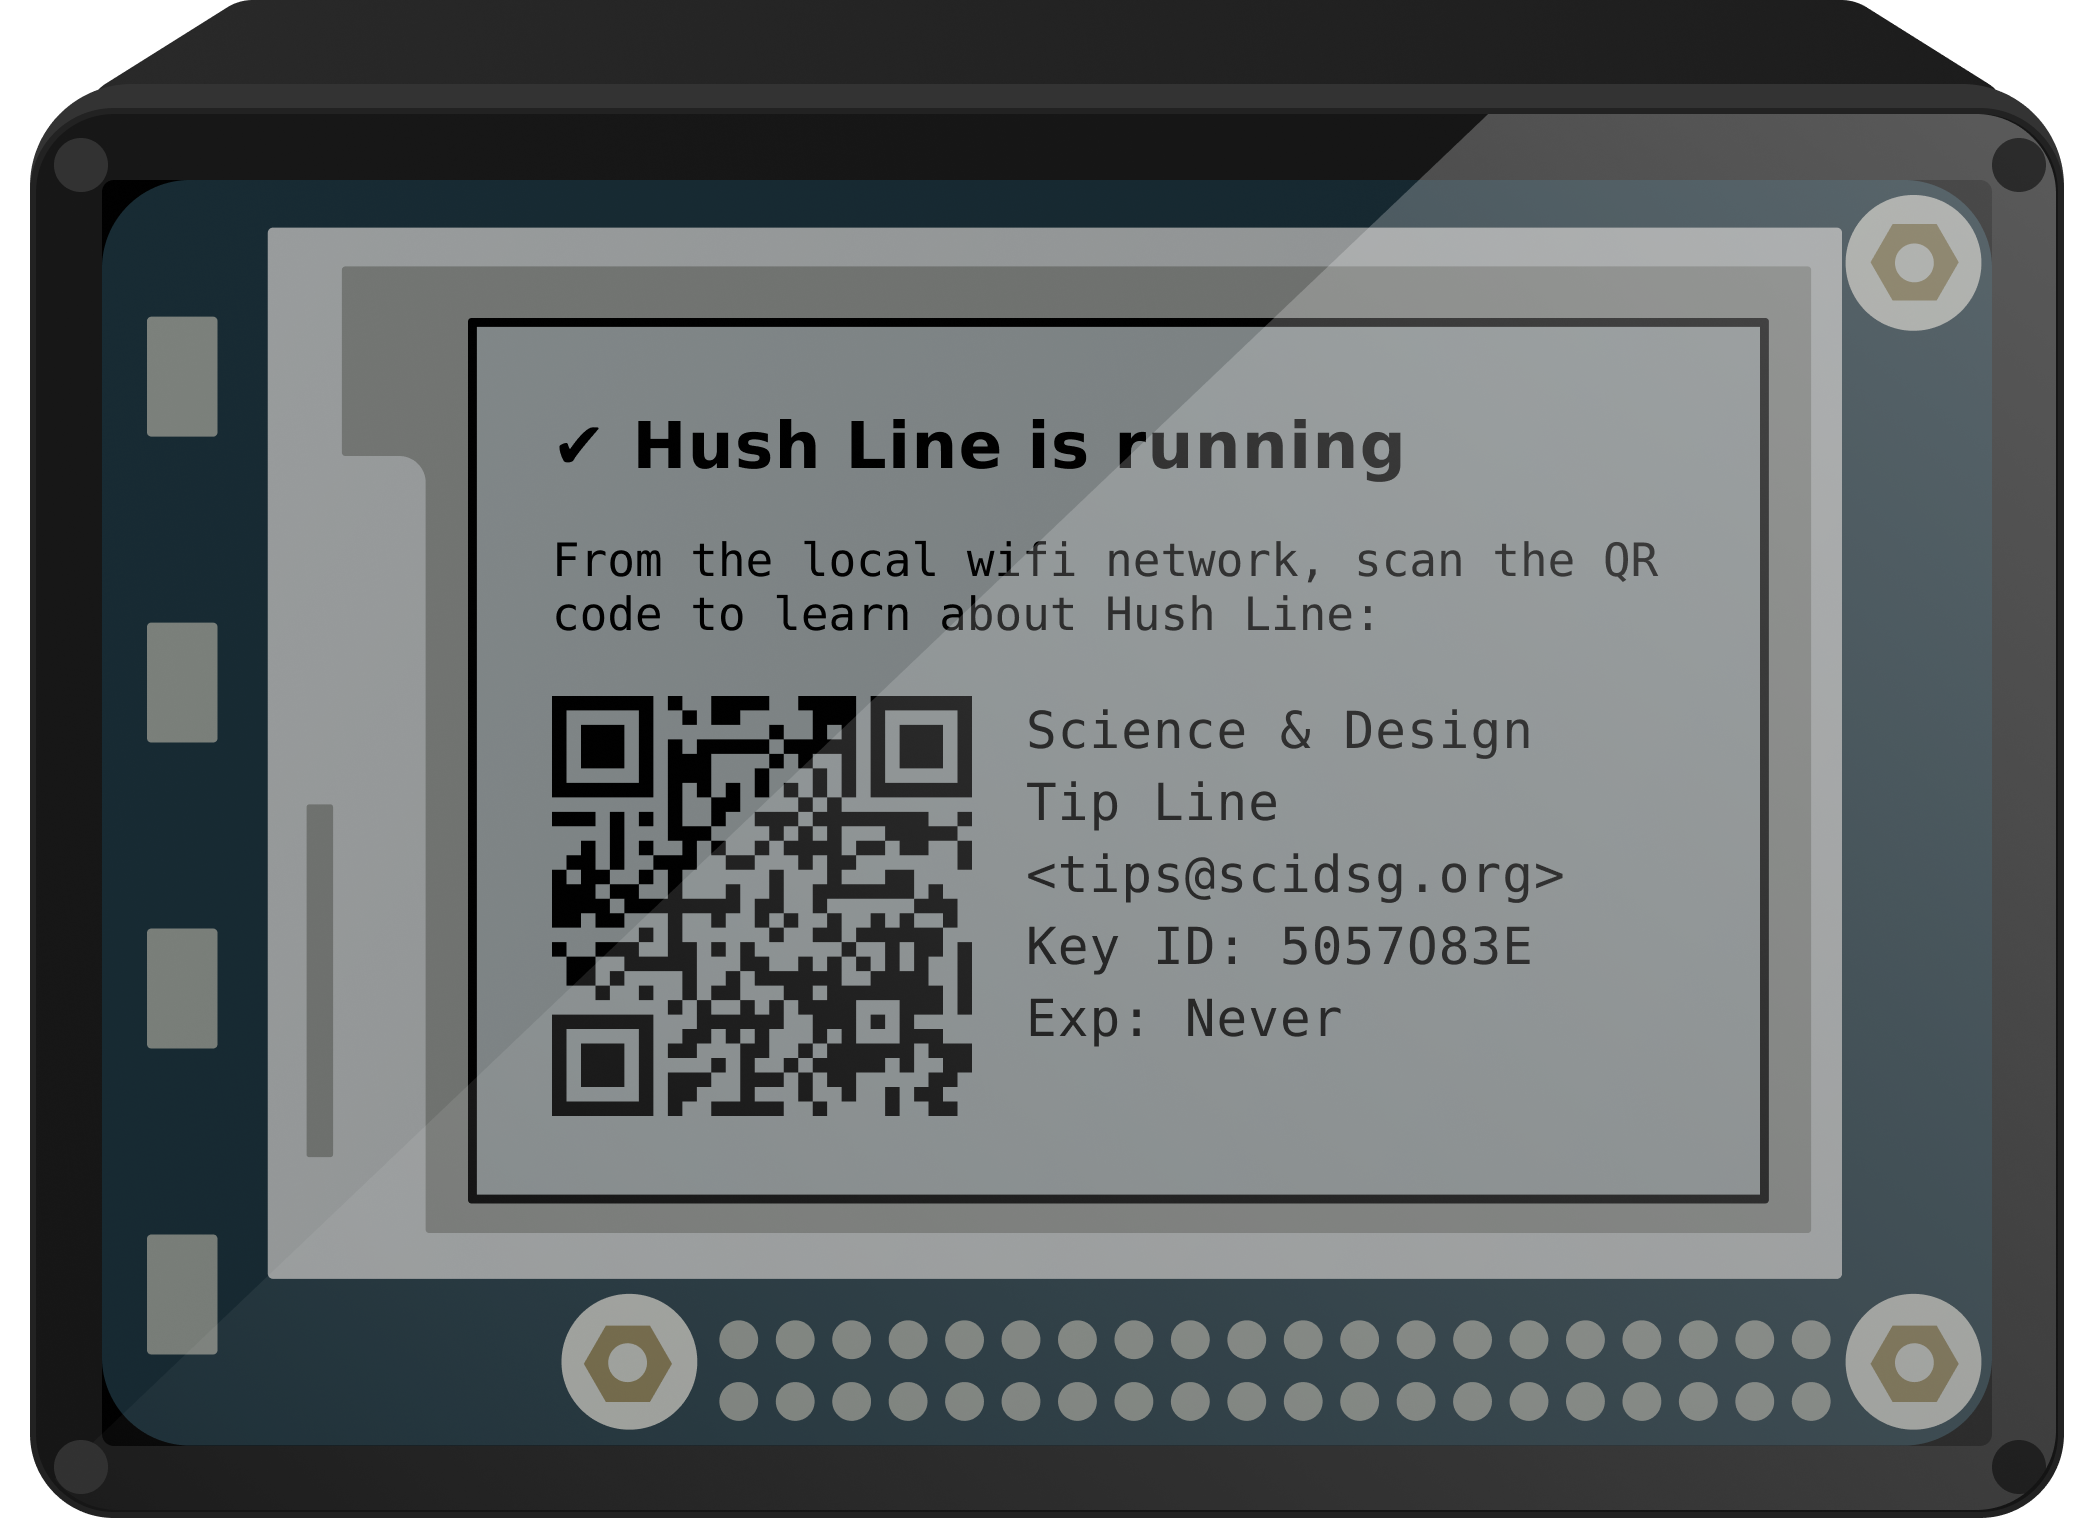 ✔ Hush Line is running
From the local wifi network, scan the QR
code to learn about Hush Line:
Science & Design
Tip Line
<tips@scidsg.org>
Key ID: 5057O83E
Exp: Never